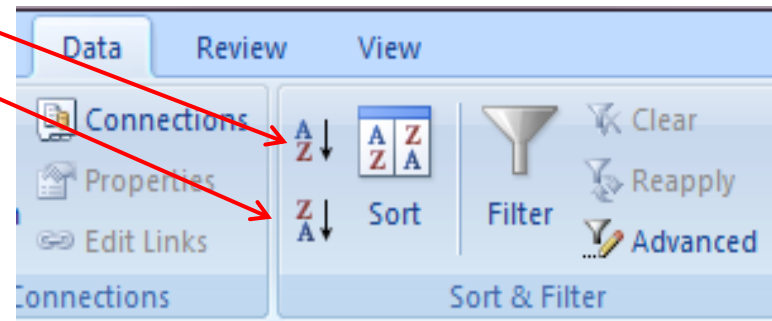 Data Review View
Connections
Properties
Edit Links
A
Z
Z
A
A Z
Z A
Sort
Filter
Clear
Reapply
Advanced
Connections
Sort & Filter